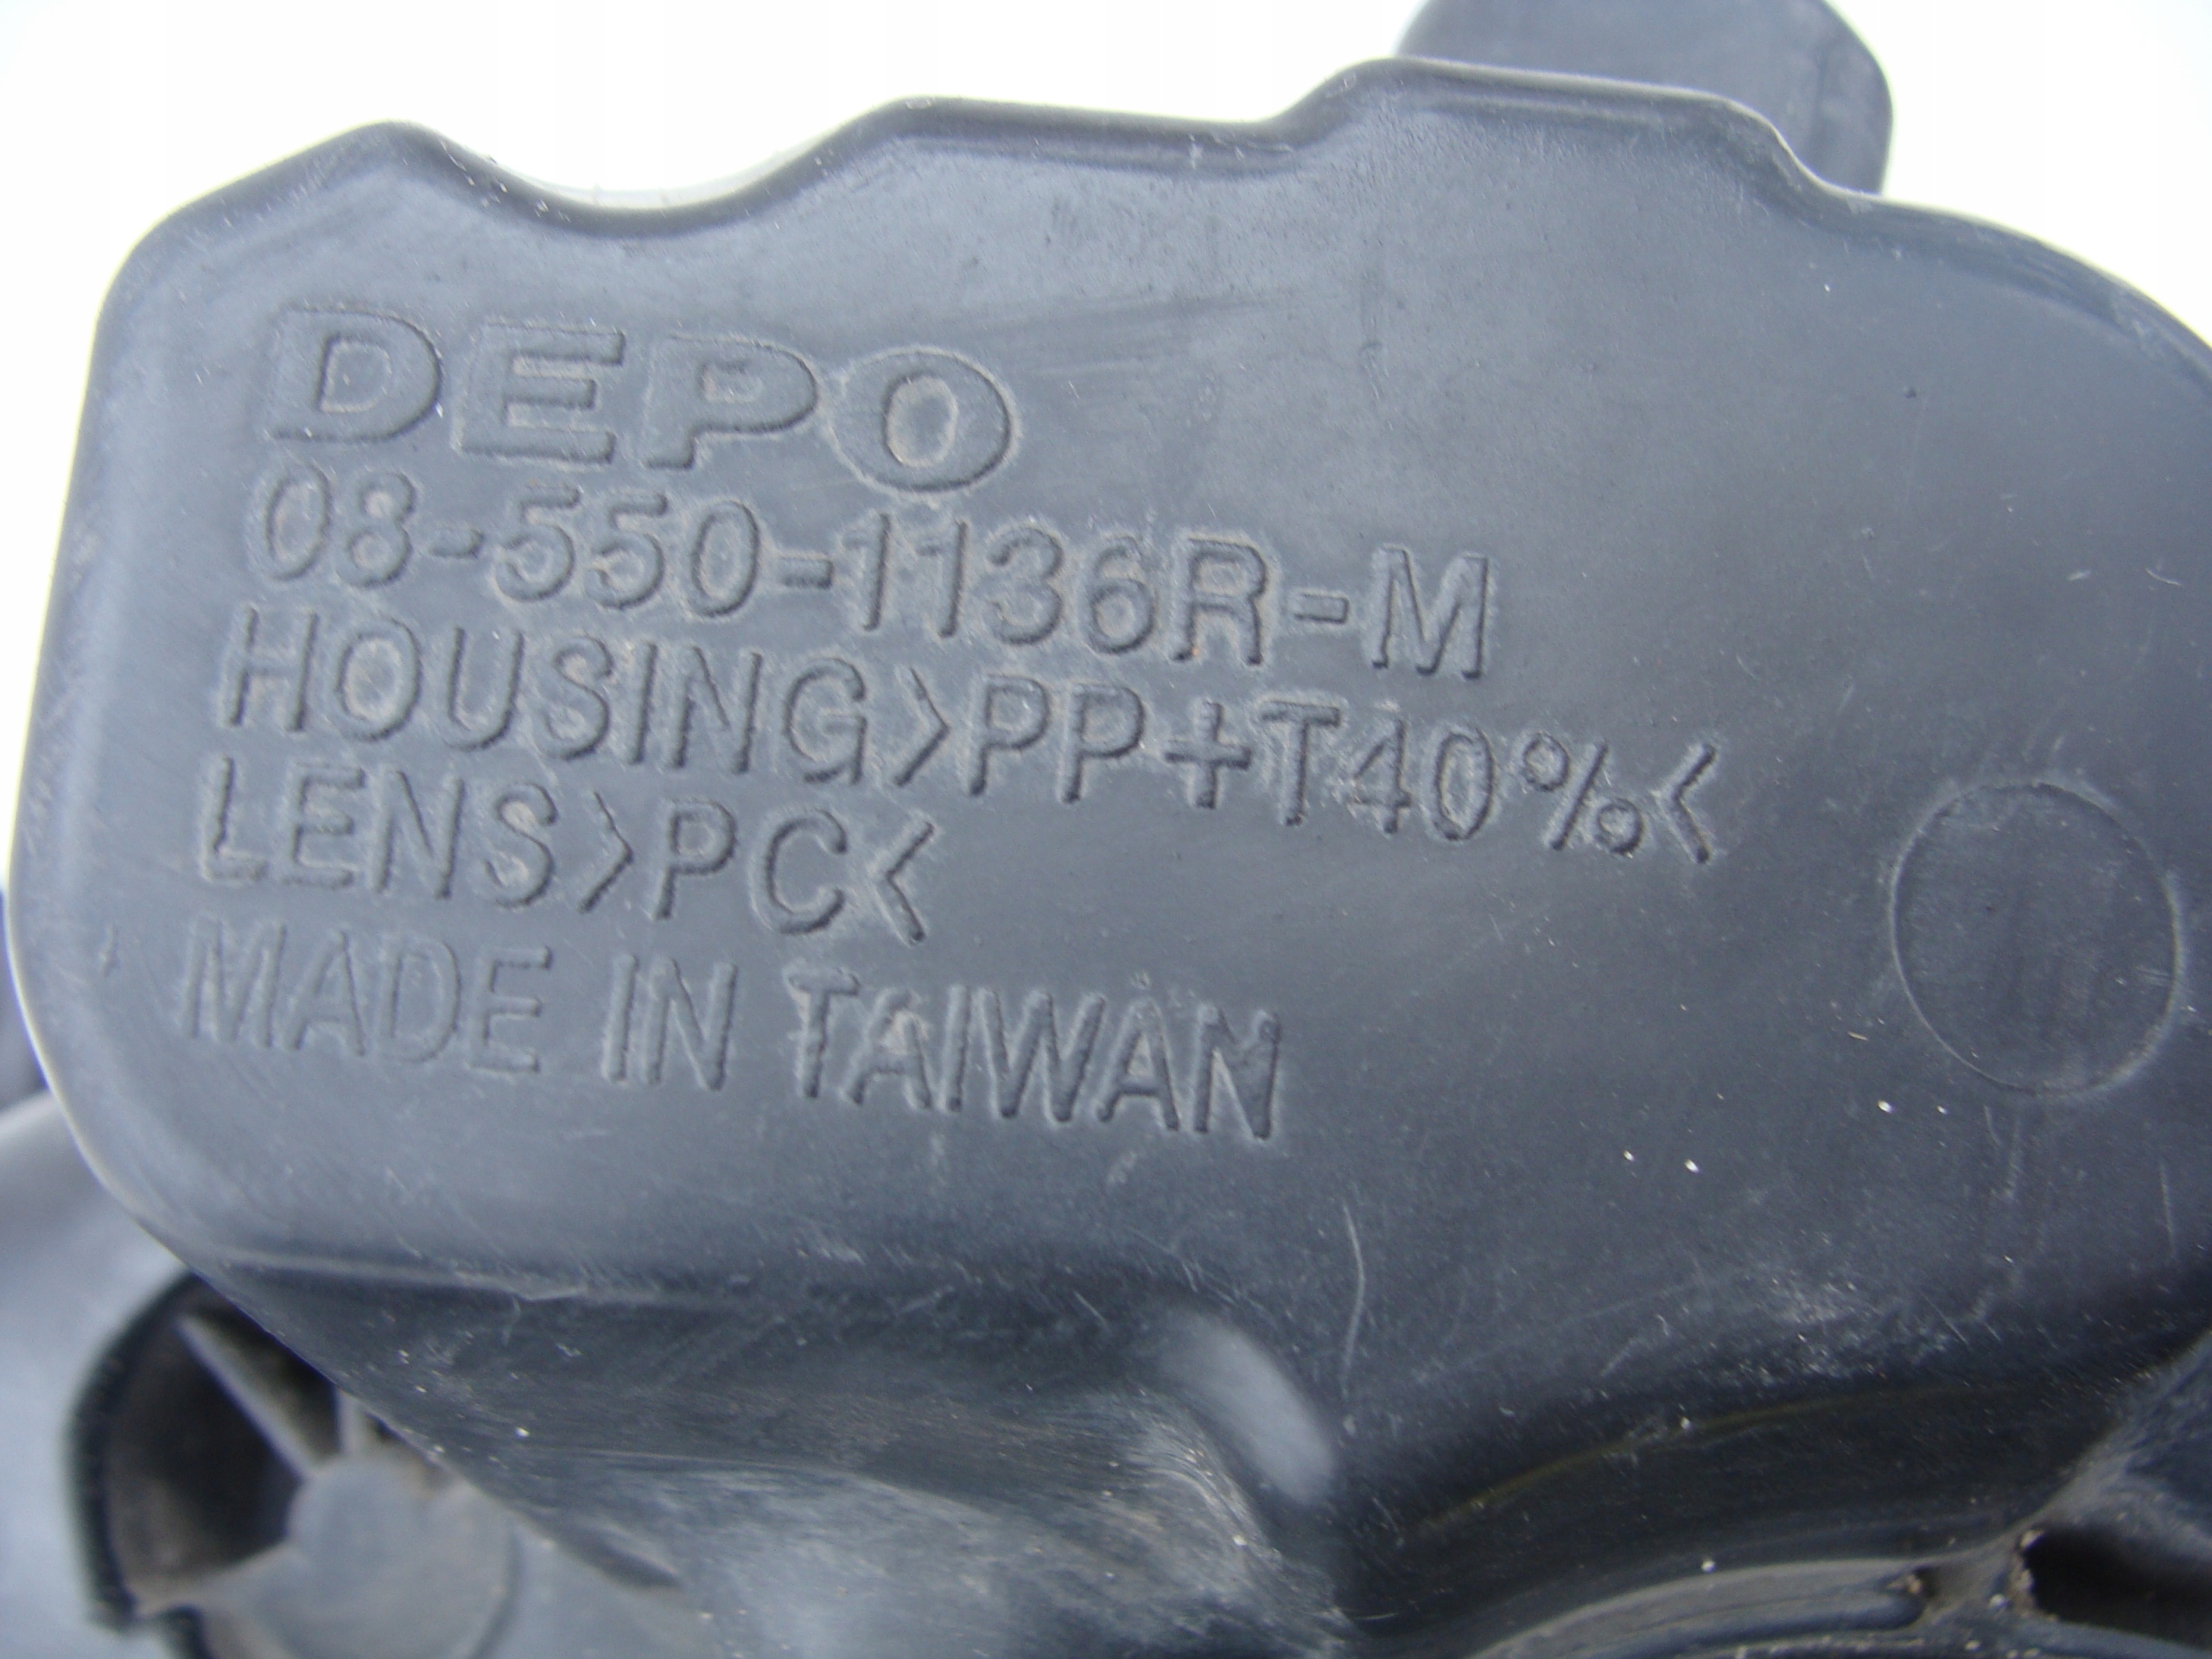 DEPO
08-550-1136R-M
HOUSING>PP+T40%<
LENS>PC<
MADE IN TAIWAN